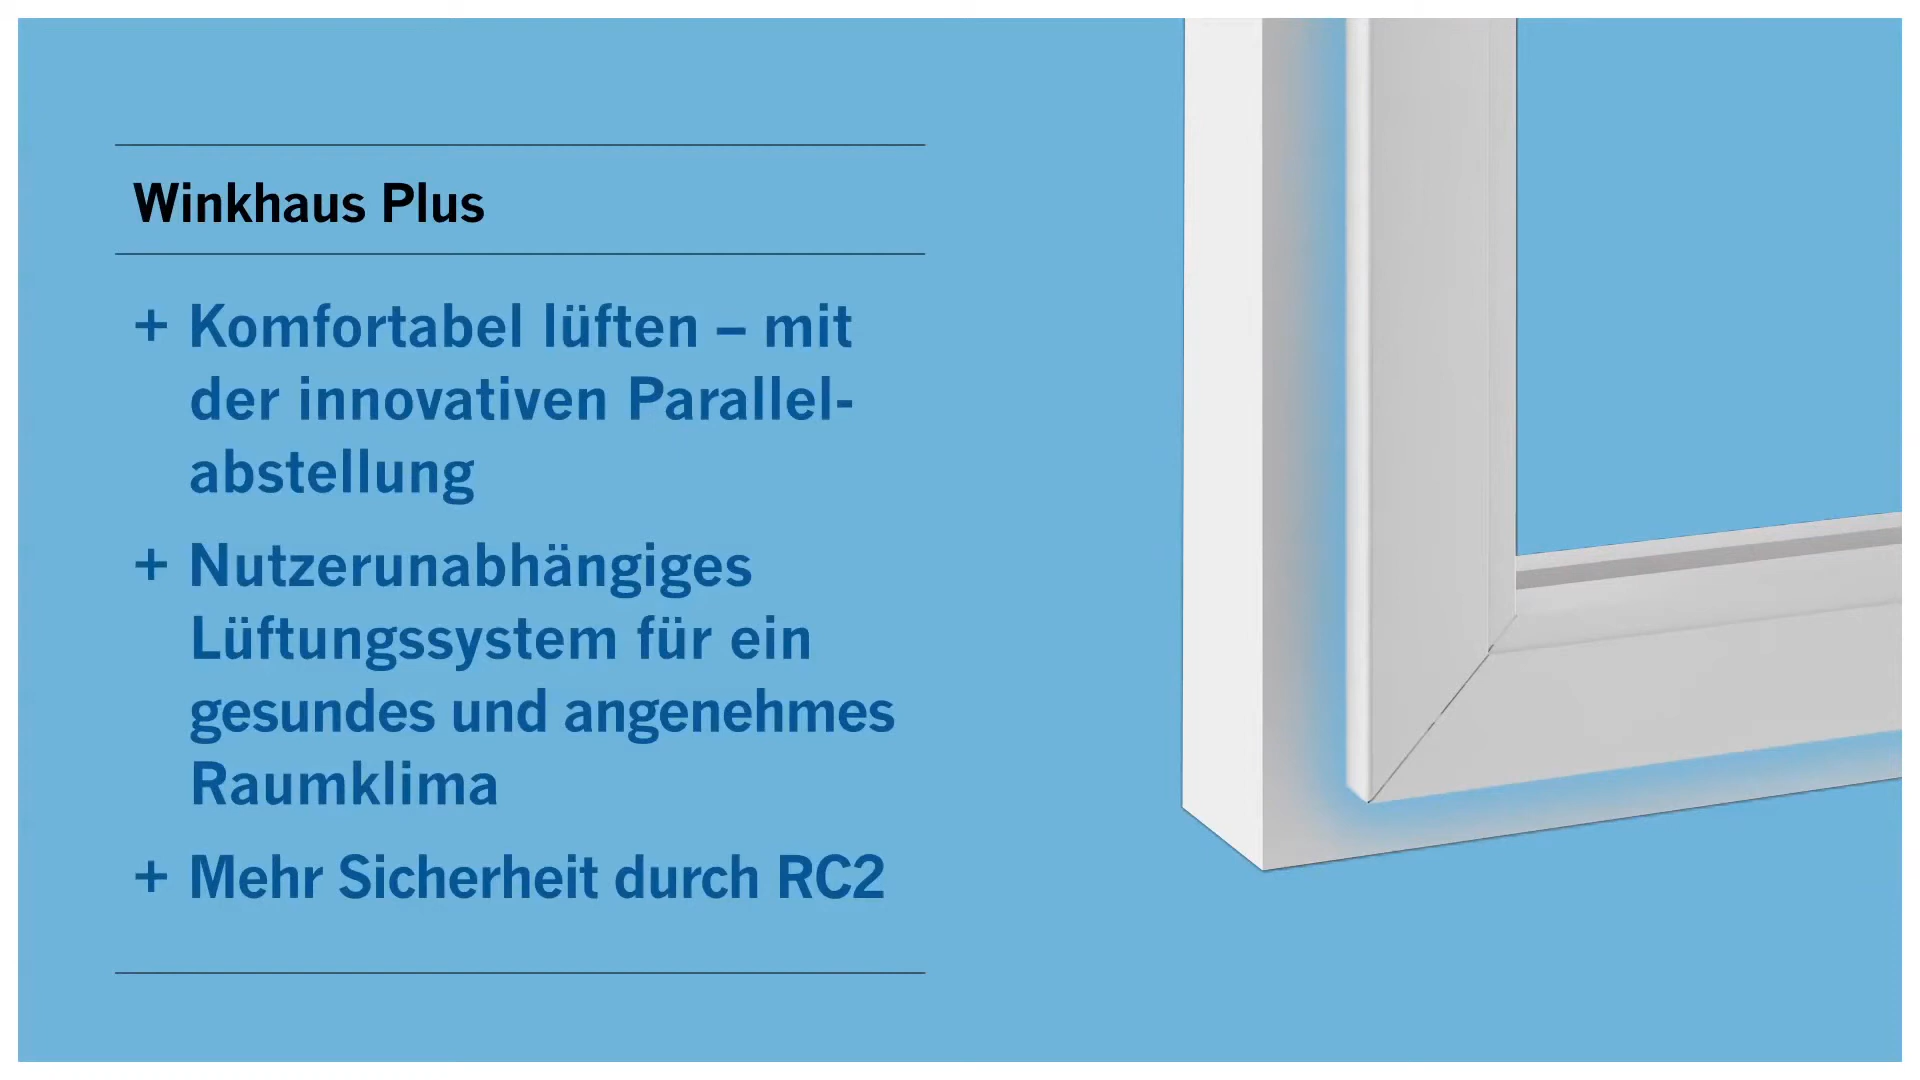 Winkhaus Plus
+ Komfortabel lüften – mit
der innovativen Parallel-
abstellung
+ Nutzerunabhängiges
Lüftungssystem für ein
gesundes und angenehmes
Raumklima
+ Mehr Sicherheit durch RC2